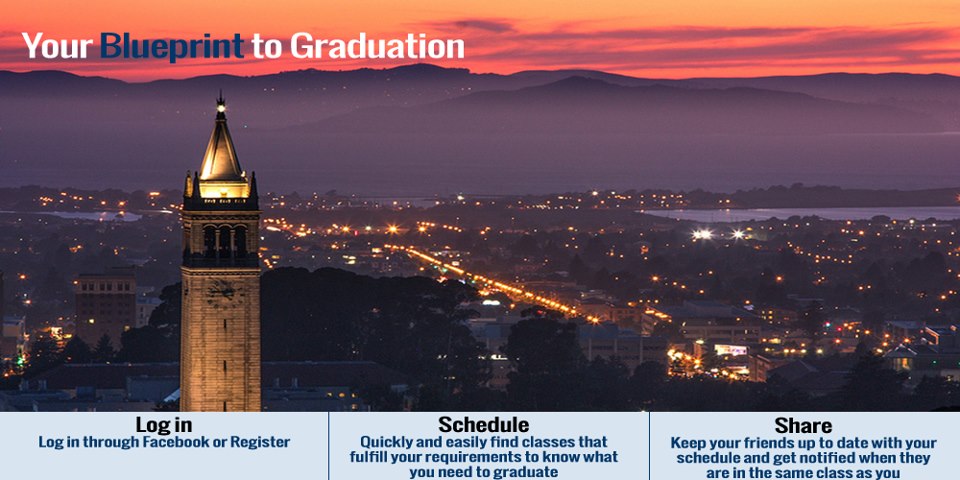 Your Blueprint to Graduation
Log in
Log in through Facebook or Register
Schedule
Quickly and easily find classes that
fulfill your requirements to know what
you need to graduate
Share
Keep your friends up to date with your
schedule and get notified when they
are in the same class as you